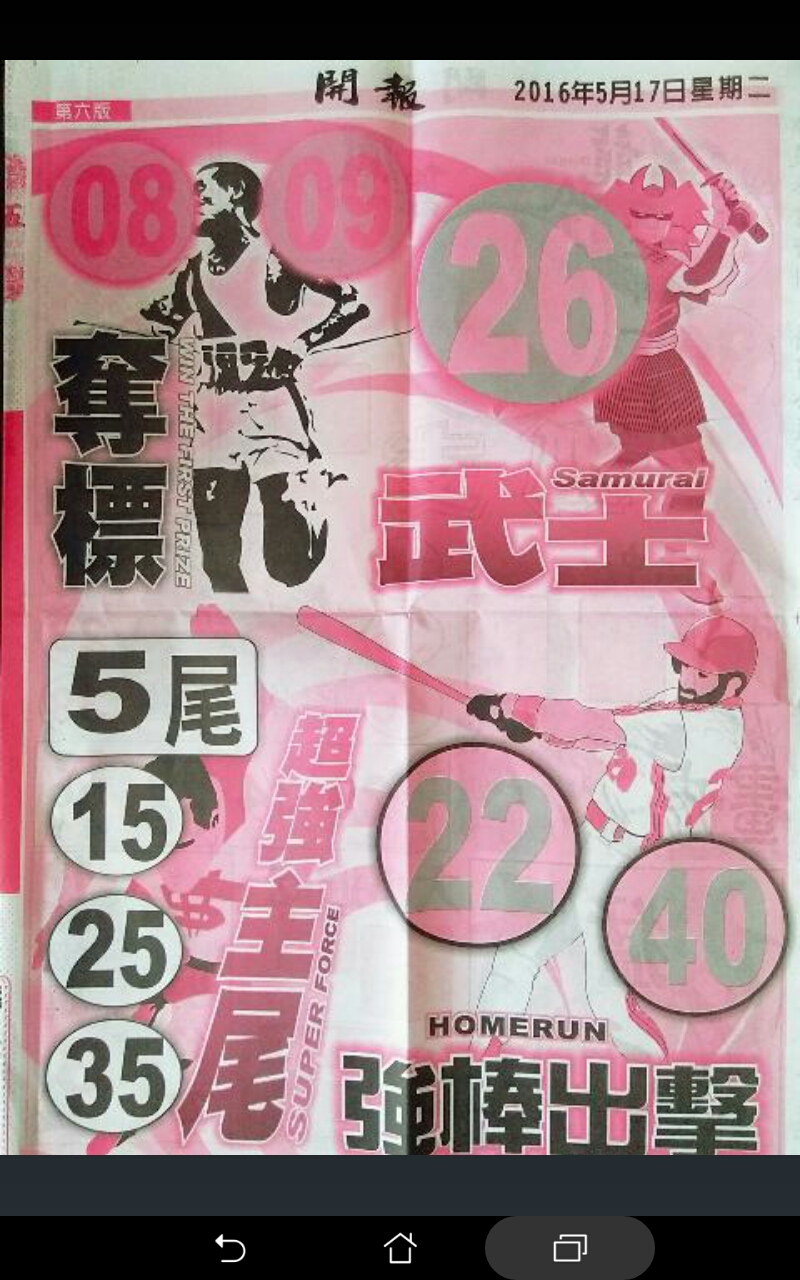 開報
2016年5月17日星期二
第六版
08
09
26
奪標
WIN THE FIRST PRIZE
Samurai
武士
5尾
15
25
35
超強主尾
SUPER FORCE
22
40
HOMERUN
強棒出擊